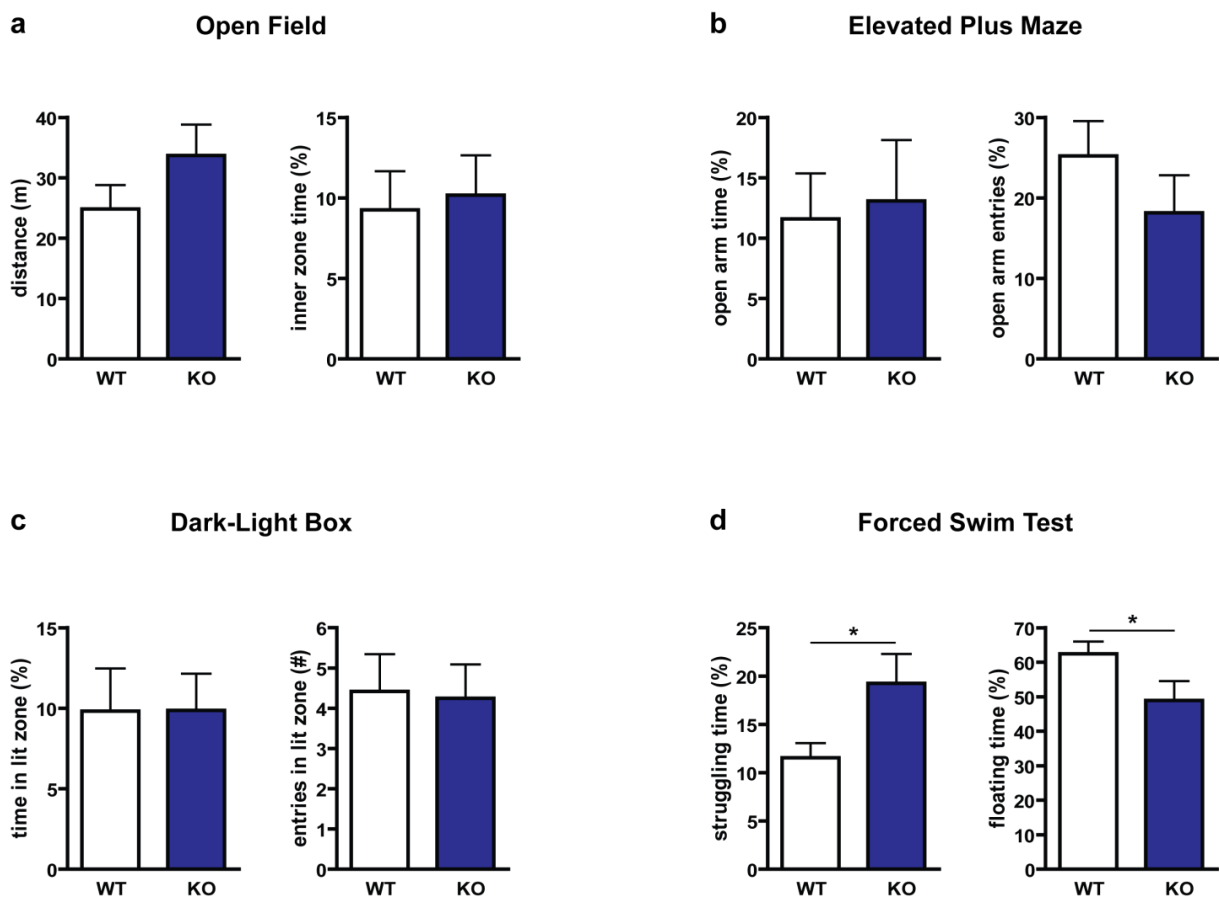 a Open Field
distance (m)
40
30
20
10
0
WT KO
inner zone time (%)
15
10
5
0
WT KO
b Elevated Plus Maze
open arm time (%)
20
15
10
5
0
WT KO
open arm entries (%)
30
20
10
0
WT KO
c Dark-Light Box
time in lit zone (%)
15
10
5
0
WT KO
entries in lit zone (#)
6
5
4
3
2
1
0
WT KO
d Forced Swim Test
struggling time (%)
25
20
15
10
5
0
*
WT KO
floating time (%)
70
60
50
40
30
20
10
0
*
WT KO